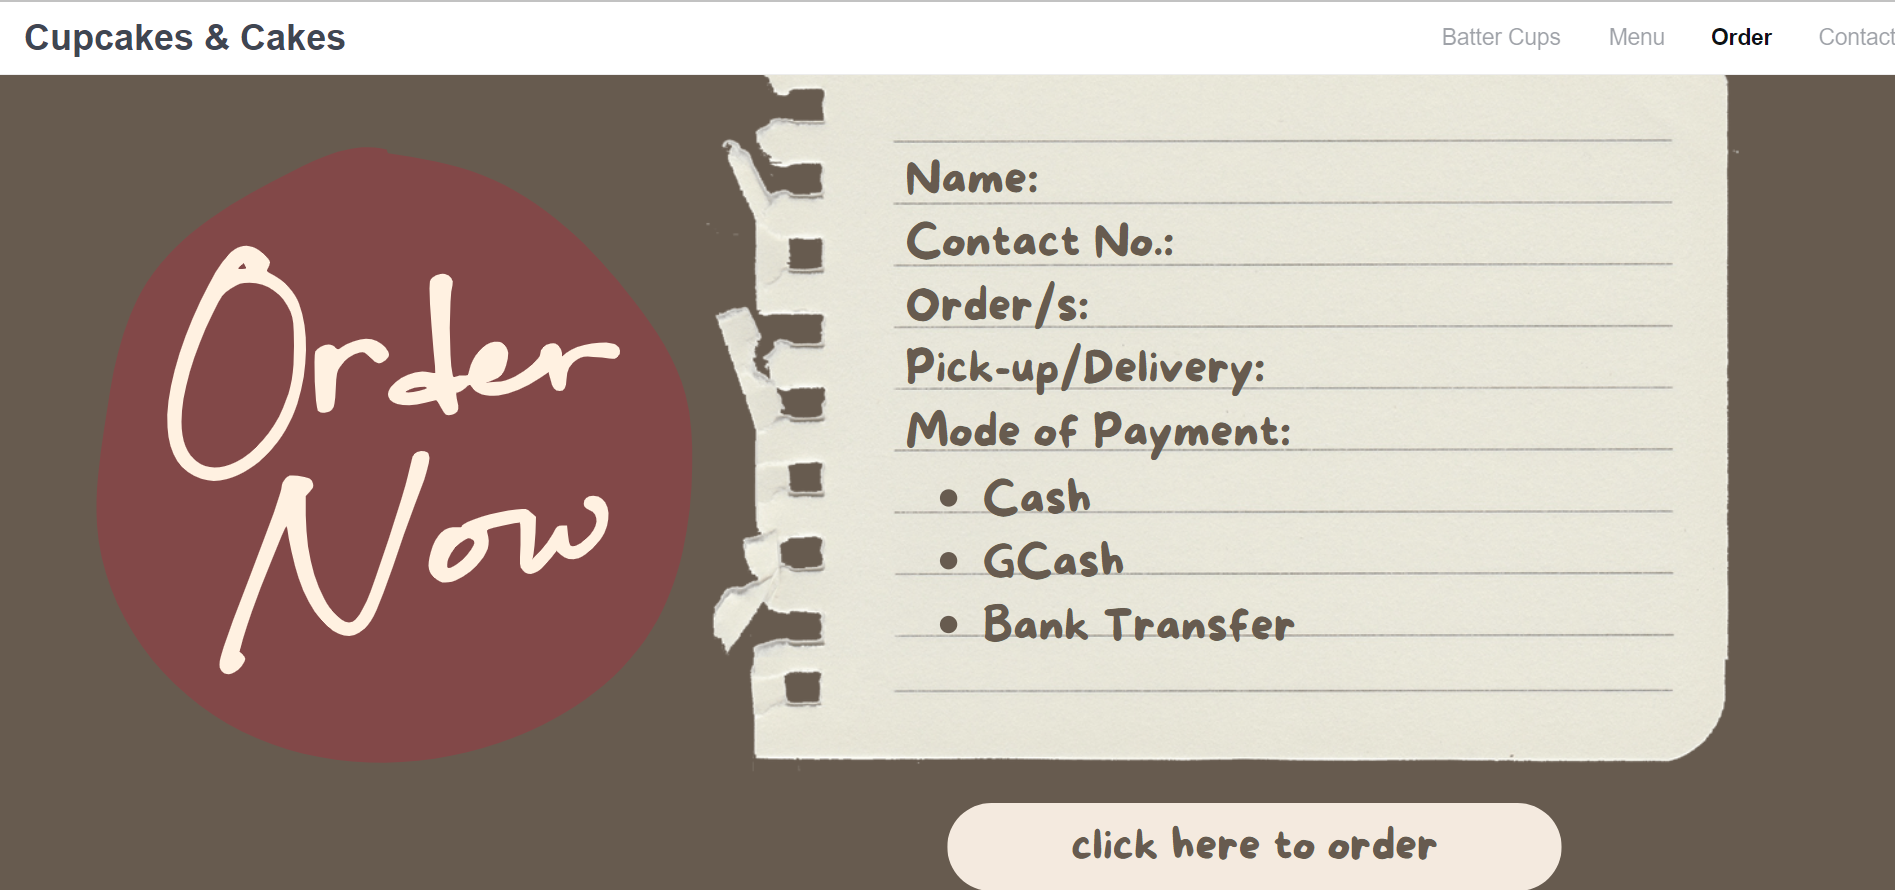 Cupcakes & Cakes
Batter Cups Menu Order Contact
Order
Now
Name:
Contact No.:
Order/s:
Pick-up/Delivery:
Mode of Payment:
• Cash
• GCash
• Bank Transfer
click here to order